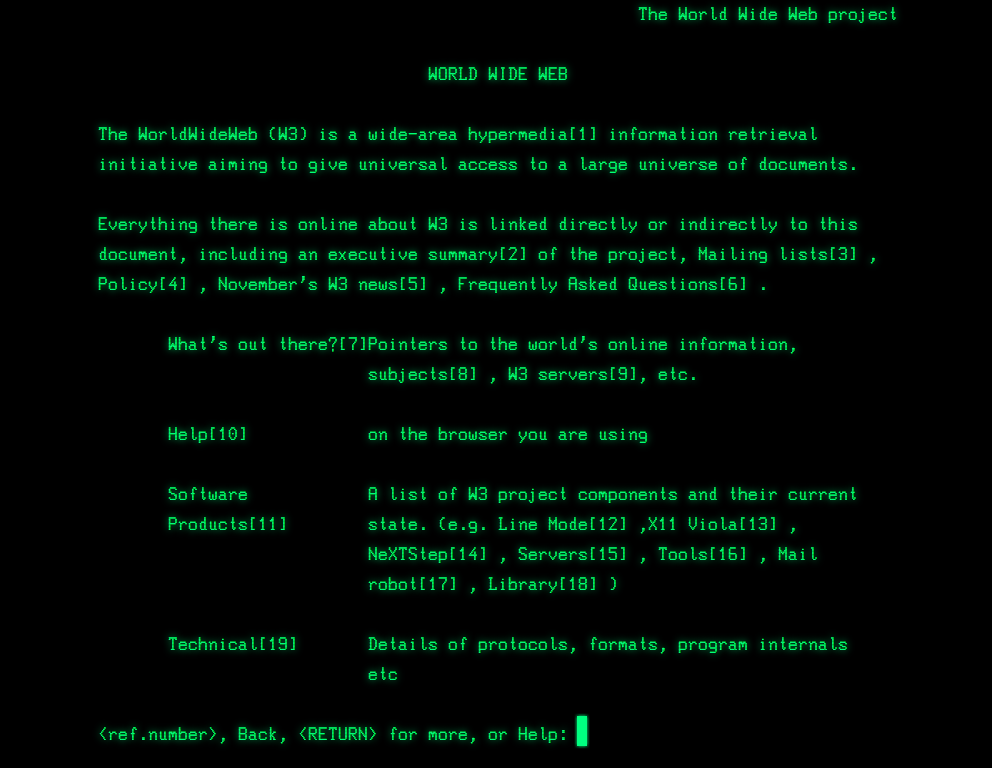 The World Wide Web project
WORLD WIDE WEB
The WorldWideWeb (W3) is a wide-area hypermedia[1] information retrieval
initiative aiming to give universal access to a large universe of documents.
Everything there is online about W3 is linked directly or indirectly to this
document, including an executive summary[2] of the project, Mailing lists[3] ,
Policy[4] , November's W3 news[5] , Frequently Asked Questions[6] .
What's out there?[7]Pointers to the world's online information,
subjects[8] , W3 servers[9], etc.
Help[10] on the browser you are using
Software A list of W3 project components and their current
Products[11] state. (e.g. Line Mode[12] ,X11 Viola[13] ,
NeXTStep[14] , Servers[15] , Tools[16] , Mail
robot[17] , Library[18] )
Technical[19] Details of protocols, formats, program internals
etc
<ref.number>, Back, <RETURN> for more, or Help: